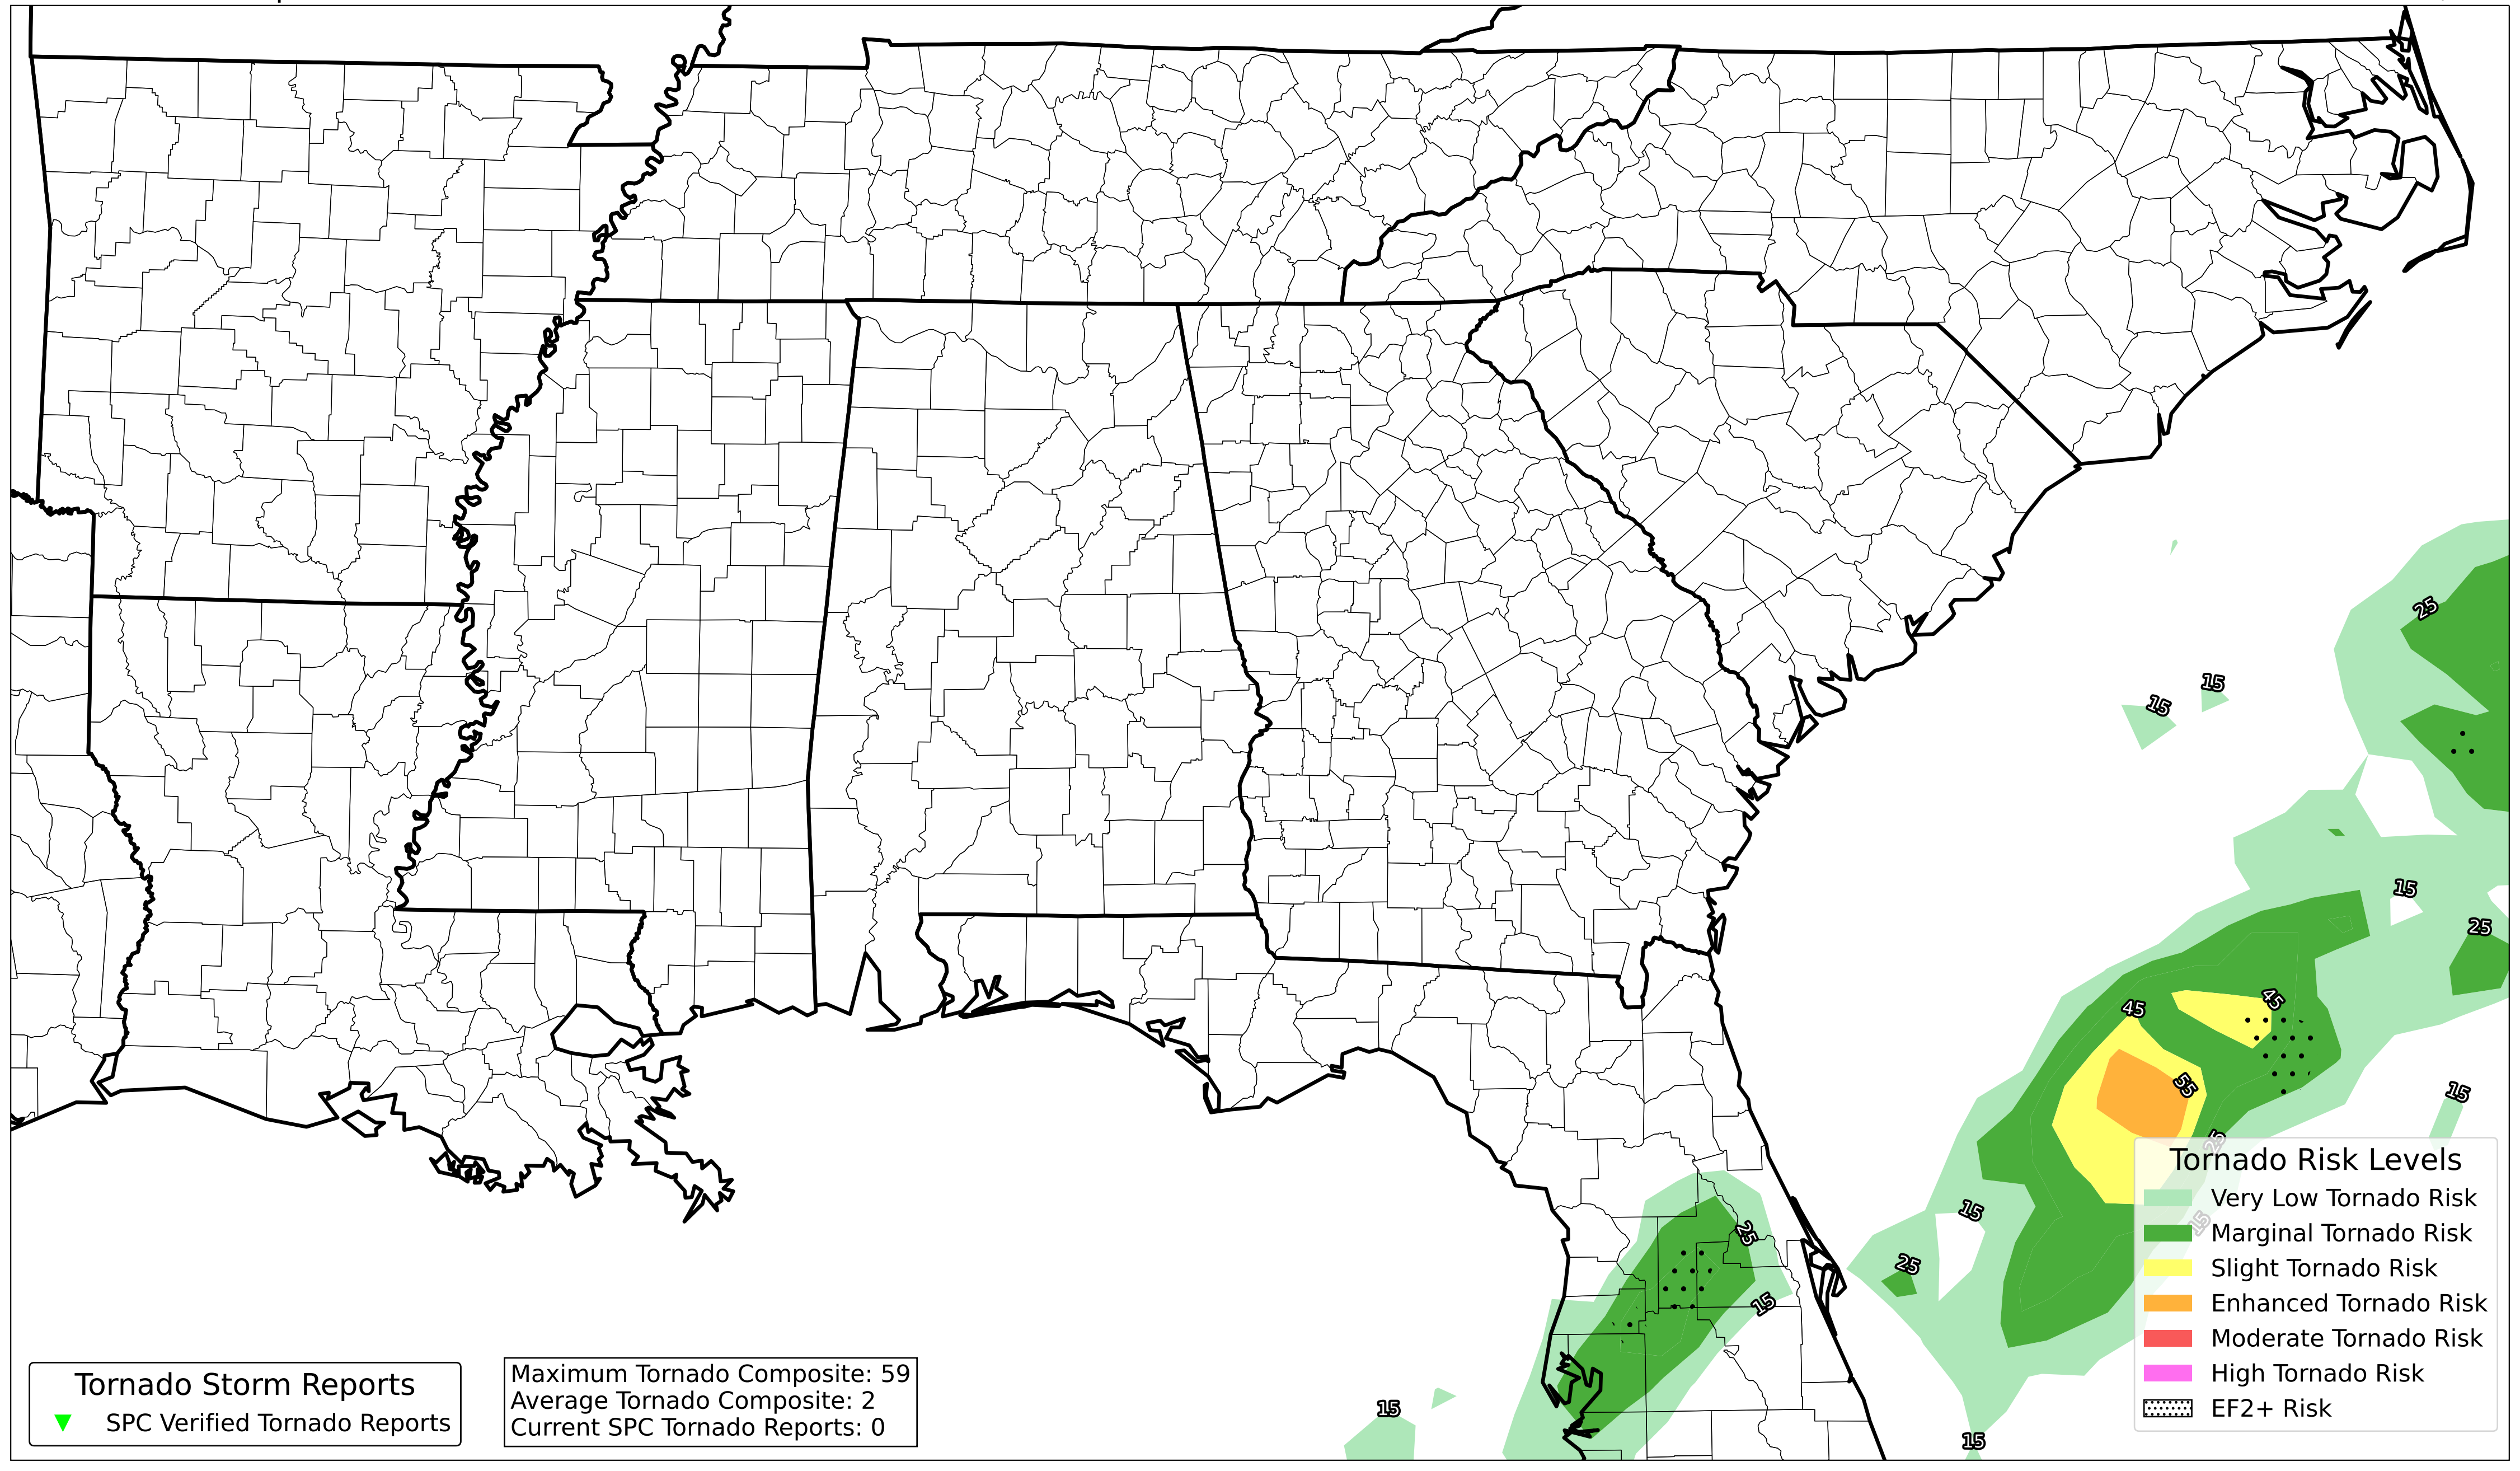 25
15
15
15
25
45
45
55
15
25
15
15
25
25
15
15
15
Tornado Risk Levels
Very Low Tornado Risk
Marginal Tornado Risk
Slight Tornado Risk
Enhanced Tornado Risk
Moderate Tornado Risk
High Tornado Risk
EF2+ Risk
Tornado Storm Reports
SPC Verified Tornado Reports
Maximum Tornado Composite: 59
Average Tornado Composite: 2
Current SPC Tornado Reports: 0